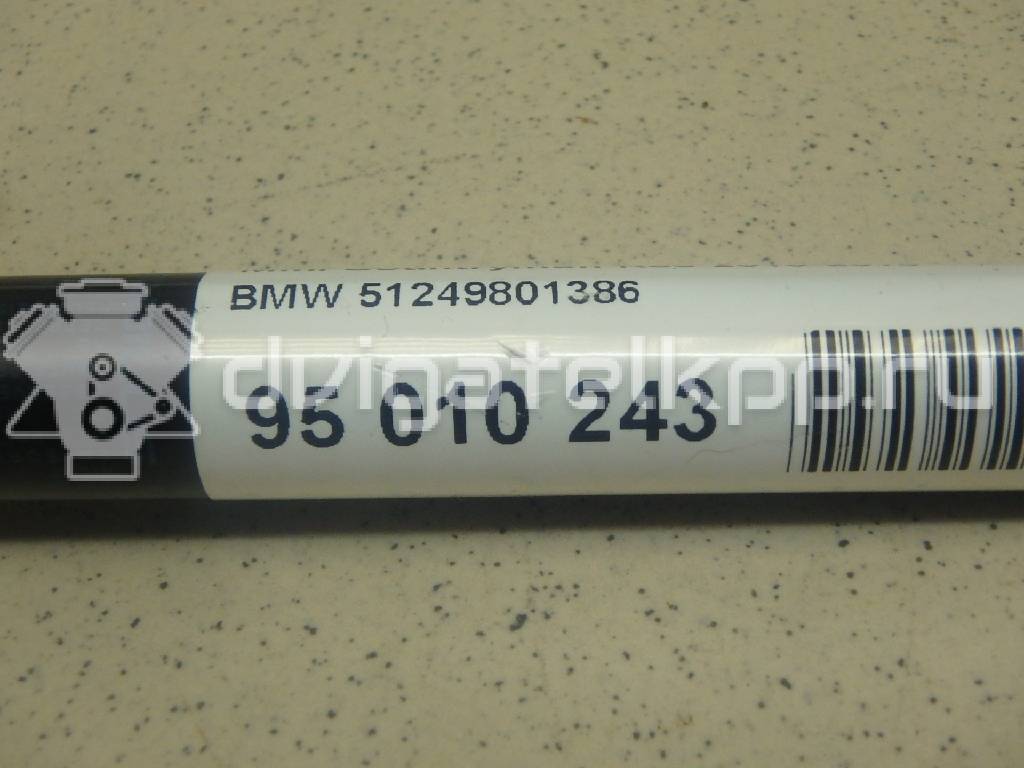 BMW 51249801386
95 010 243
dvigatelkpp.ru